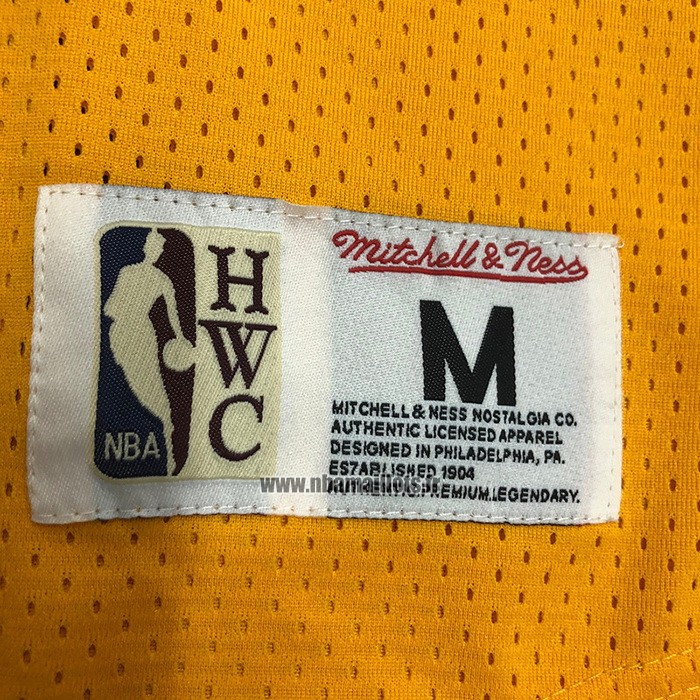 NBA
H
W
C
Mitchell & Ness
M
MITCHELL & NESS NOSTALGIA CO.
AUTHENTIC LICENSED APPAREL
DESIGNED IN PHILADELPHIA, PA.
ESTABLISHED 1904
AUTHENTIC.PREMIUM.LEGENDARY.
www.nbamaillots.fr